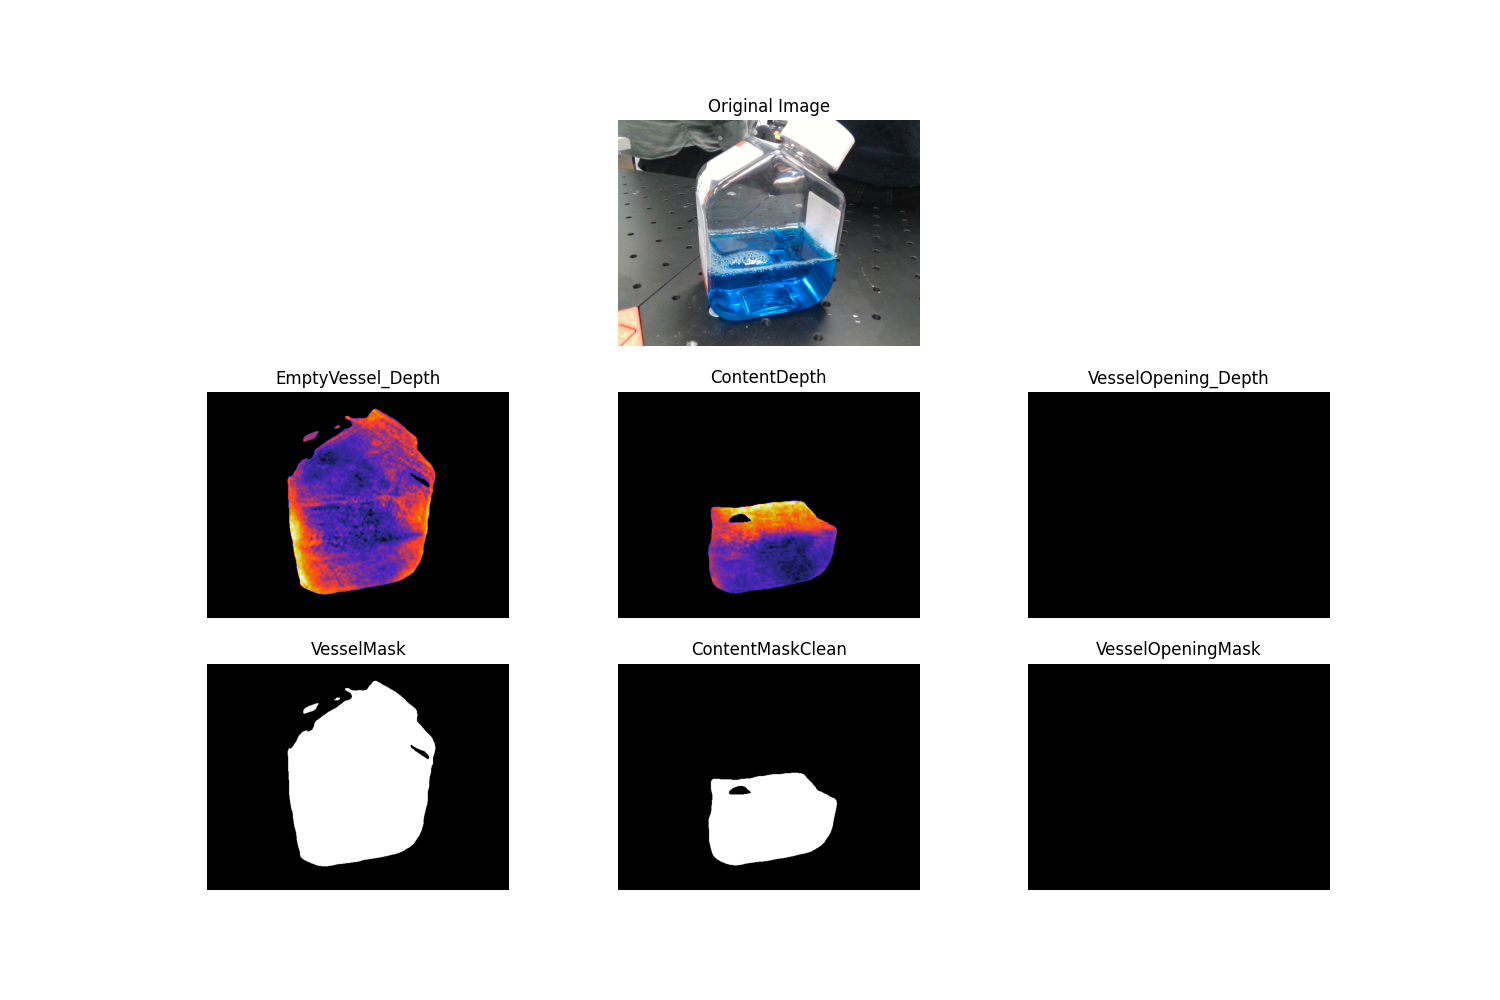 Original Image
EmptyVessel_Depth
ContentDepth
VesselOpening_Depth
VesselMask
ContentMaskClean
VesselOpeningMask